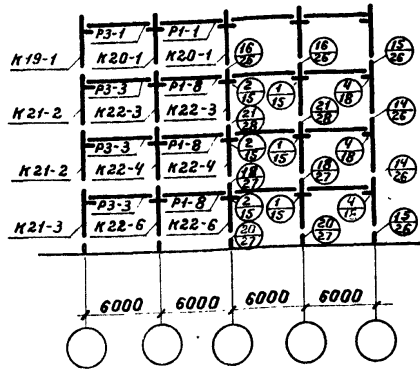 Р3-1 Р1-1
К19-1 К20-1 К20-1 16/26 16/26 15/26
Р3-3 Р1-8 2/15 1/15 4/18
К21-2 К22-3 К22-3 21/28 21/28 14/26
Р3-3 Р1-8 2/15 1/15 4/18
К21-2 К22-4 К22-4 18/27 18/27 14/26
Р3-3 Р1-8 2/15 1/15
К21-3 К22-6 К22-6 20/27 20/27 15/26
6000 6000 6000 6000